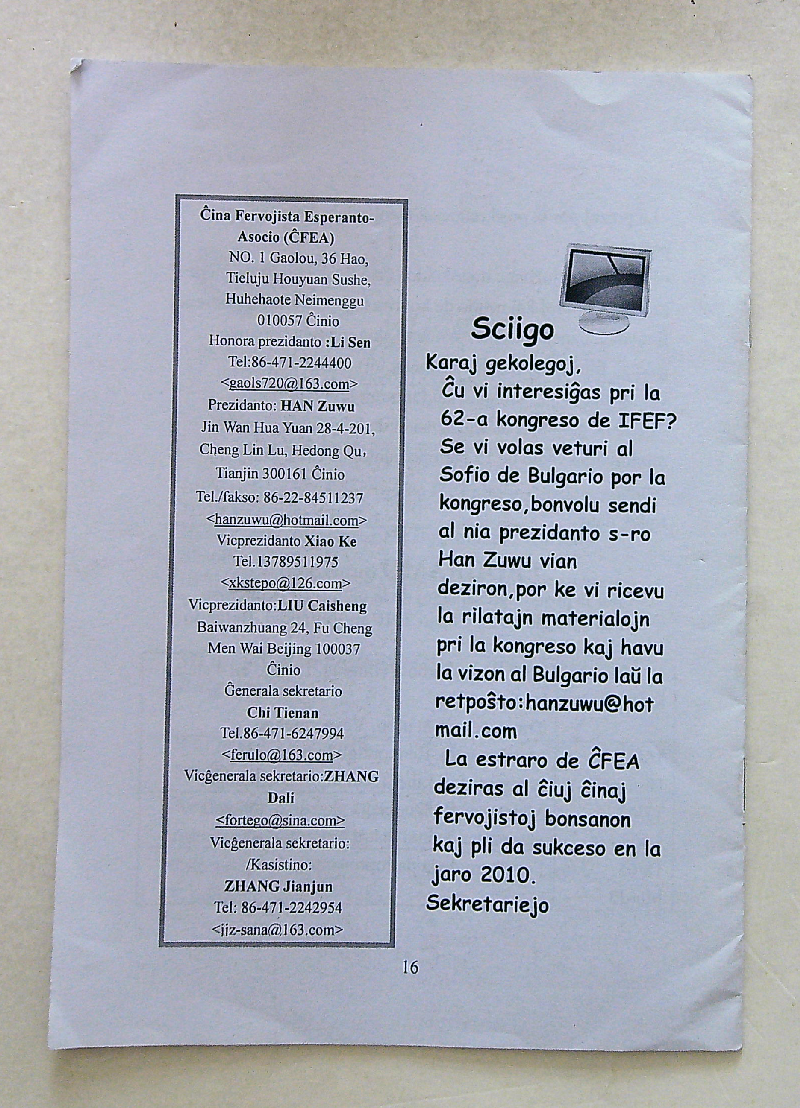 Ĉina Fervojista Esperanto-
Asocio (ĈFEA)
NO. 1 Gaolou, 36 Hao,
Tieluju Houyuan Sushe,
Huhehaote Neimenggu
010057 Ĉinio
Honora prezidanto :Li Sen
Tel:86-471-2244400
<gaols720@163.com>
Prezidanto: HAN Zuwu
Jin Wan Hua Yuan 28-4-201,
Cheng Lin Lu, Hedong Qu,
Tianjin 300161 Ĉinio
Tel./fakso: 86-22-84511237
<hanzuwu@hotmail.com>
Vicprezidanto Xiao Ke
Tel.13789511975
<xkstepo@126.com>
Vicprezidanto:LIU Caisheng
Baiwanzhuang 24, Fu Cheng
Men Wai Beijing 100037
Ĉinio
Ĝenerala sekretario
Chi Tienan
Tel.86-471-6247994
<ferulo@163.com>
Vicĝenerala sekretario:ZHANG
Dali
<fortego@sina.com>
Vicĝenerala sekretario:
/Kasistino:
ZHANG Jianjun
Tel: 86-471-2242954
<jjz-sana@163.com>
Sciigo
Karaj gekolegoj,
Ĉu vi interesiĝas pri la
62-a kongreso de IFEF?
Se vi volas veturi al
Sofio de Bulgario por la
kongreso,bonvolu sendi
al nia prezidanto s-ro
Han Zuwu vian
deziron,por ke vi ricevu
la rilatajn materialojn
pri la kongreso kaj havu
la vizon al Bulgario laŭ la
retpoŝto:hanzuwu@hot
mail.com
La estraro de ĈFEA
deziras al ĉiuj ĉinaj
fervojistoj bonsanon
kaj pli da sukceso en la
jaro 2010.
Sekretariejo
16